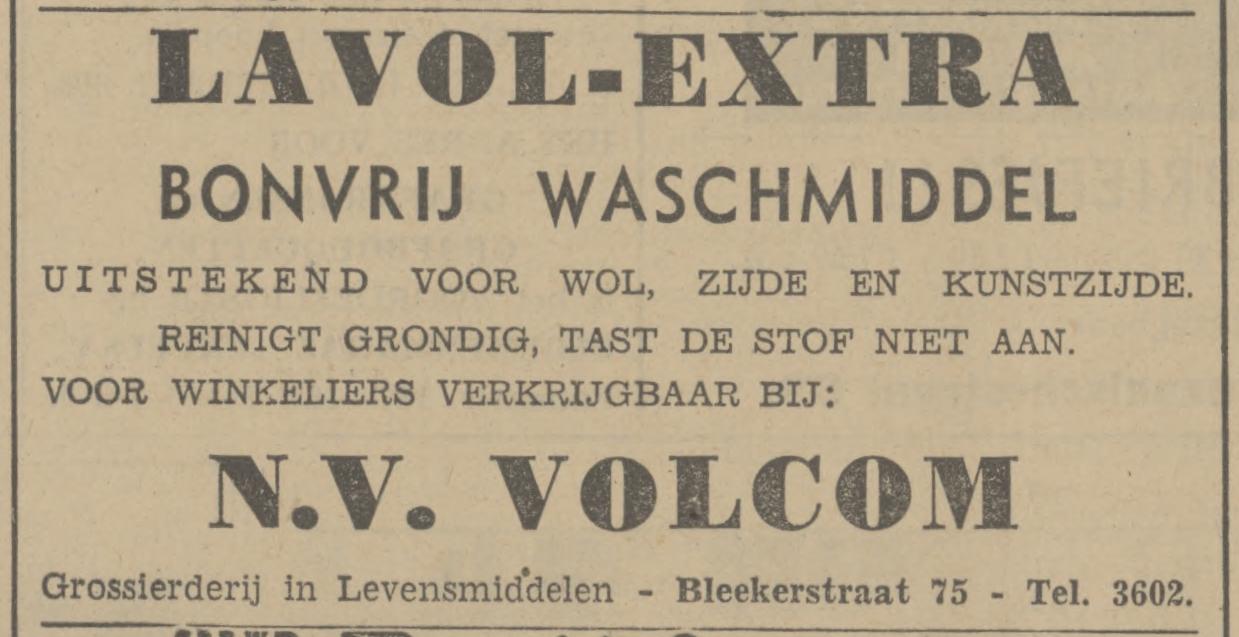 LAVOL-EXTRA
BONVRIJ WASCHMIDDEL
UITSTEKEND VOOR WOL, ZIJDE EN KUNSTZIJDE.
REINIGT GRONDIG, TAST DE STOF NIET AAN.
VOOR WINKELIERS VERKRIJGBAAR BIJ:
N.V. VOLCOM
Grossierderij in Levensmiddelen - Bleekerstraat 75 - Tel. 3602.